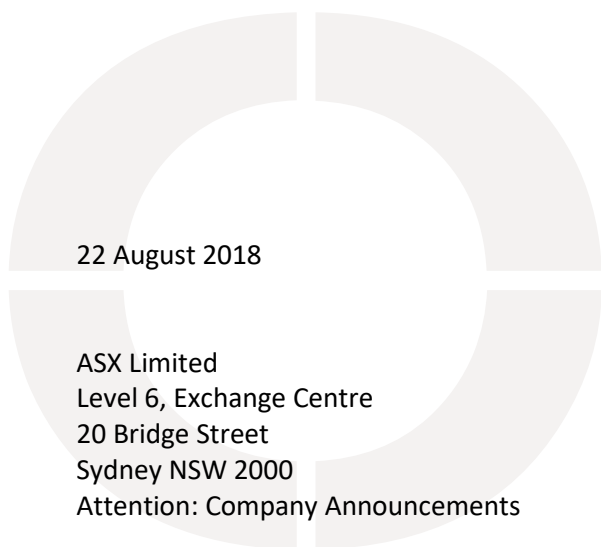 22 August 2018
ASX Limited
Level 6, Exchange Centre
20 Bridge Street
Sydney NSW 2000
Attention: Company Announcements